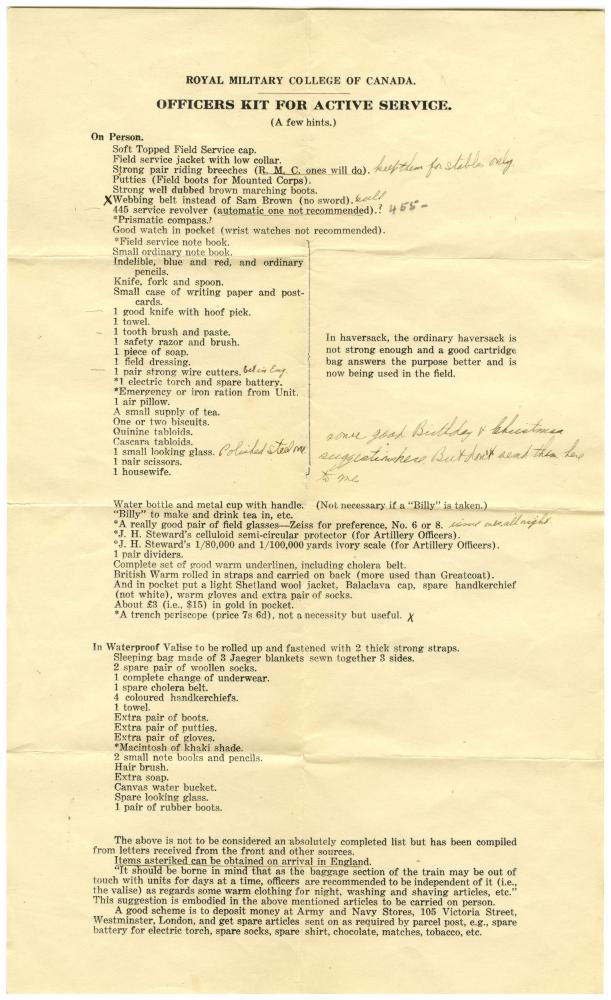 ROYAL MILITARY COLLEGE OF CANADA.
OFFICERS KIT FOR ACTIVE SERVICE.
(A few hints.)
On Person.
Soft Topped Field Service cap.
Field service jacket with low collar.
Strong pair riding breeches (R. M. C. ones will do). keep them for stables only
Putties (Field boots for Mounted Corps).
Strong well dubbed brown marching boots.
X Webbing belt instead of Sam Brown (no sword).
445 service revolver (automatic one not recommended).? 455-
*Prismatic compass.?
Good watch in pocket (wrist watches not recommended).
*Field service note book.
Small ordinary note book.
Indelible, blue and red, and ordinary
pencils.
Knife, fork and spoon.
Small case of writing paper and post-
cards.
1 good knife with hoof pick.
1 towel.
1 tooth brush and paste.
1 safety razor and brush.
1 piece of soap.
1 field dressing.
1 pair strong wire cutters. get in Eng.
*1 electric torch and spare battery.
*Emergency or iron ration from Unit.
1 air pillow.
A small supply of tea.
One or two biscuits.
Quinine tabloids.
Cascara tabloids.
1 small looking glass. Polished steel one
1 pair scissors.
1 housewife.
In haversack, the ordinary haversack is
not strong enough and a good cartridge
bag answers the purpose better and is
now being used in the field.
some good Birthday & Christmas
suggestions here. But don't send them here
to me
Water bottle and metal cup with handle. (Not necessary if a "Billy" is taken.)
"Billy" to make and drink tea in, etc.
*A really good pair of field glasses—Zeiss for preference, No. 6 or 8. all right
*J. H. Steward's celluloid semi-circular protector (for Artillery Officers).
*J. H. Steward's 1/80,000 and 1/100,000 yards ivory scale (for Artillery Officers).
1 pair dividers.
Complete set of good warm underlinen, including cholera belt.
British Warm rolled in straps and carried on back (more used than Greatcoat).
And in pocket put a light Shetland wool jacket, Balaclava cap, spare handkerchief
(not white), warm gloves and extra pair of socks.
About £3 (i.e., $15) in gold in pocket.
*A trench periscope (price 7s 6d), not a necessity but useful. X
In Waterproof Valise to be rolled up and fastened with 2 thick strong straps.
Sleeping bag made of 3 Jaeger blankets sewn together 3 sides.
2 spare pair of woollen socks.
1 complete change of underwear.
1 spare cholera belt.
4 coloured handkerchiefs.
1 towel.
Extra pair of boots.
Extra pair of putties.
Extra pair of gloves.
*Macintosh of khaki shade.
2 small note books and pencils.
Hair brush.
Extra soap.
Canvas water bucket.
Spare looking glass.
1 pair of rubber boots.
The above is not to be considered an absolutely completed list but has been compiled
from letters received from the front and other sources.
Items asteriked can be obtained on arrival in England.
"It should be borne in mind that as the baggage section of the train may be out of
touch with units for days at a time, officers are recommended to be independent of it (i.e.,
the valise) as regards some warm clothing for night, washing and shaving articles, etc."
This suggestion is embodied in the above mentioned articles to be carried on person.
A good scheme is to deposit money at Army and Navy Stores, 105 Victoria Street,
Westminster, London, and get spare articles sent on as required by parcel post, e.g., spare
battery for electric torch, spare socks, spare shirt, chocolate, matches, tobacco, etc.